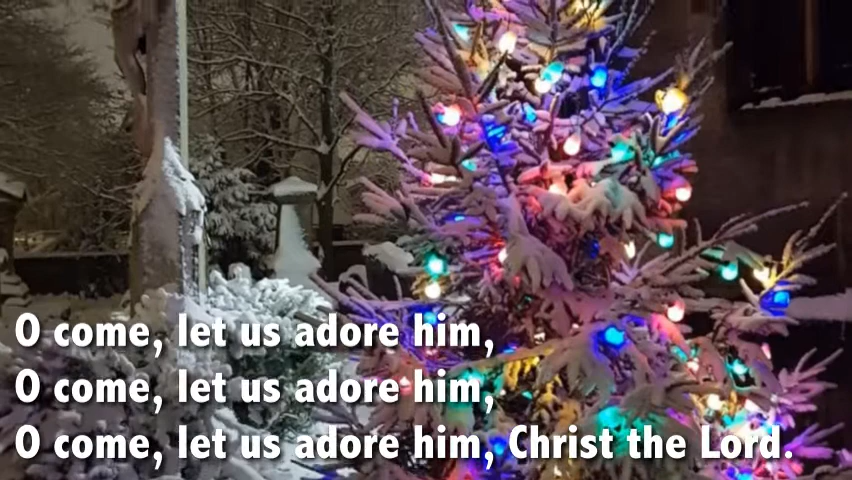 O come, let us adore him,
O come, let us adore him,
O come, let us adore him, Christ the Lord.